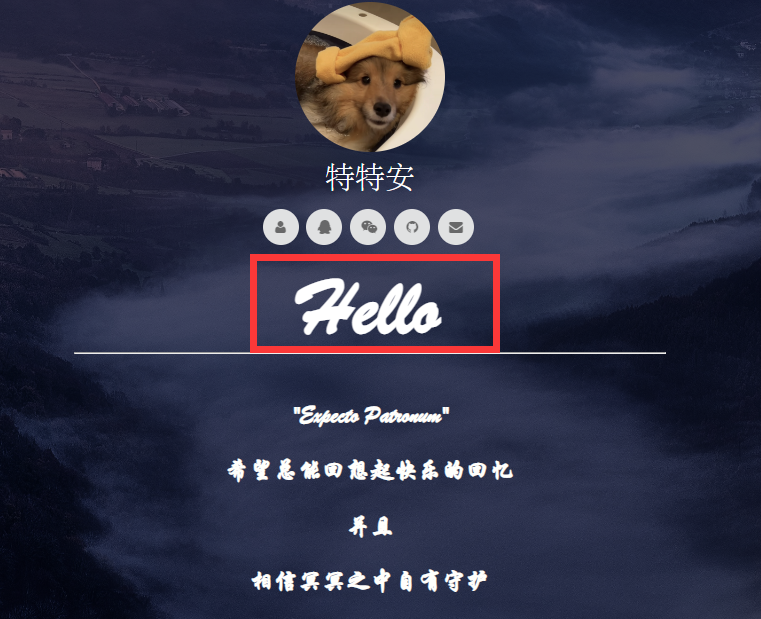 特特安
Hello
"Expecto Patronum"
希望总能回想起快乐的回忆
并且
相信冥冥之中自有守护